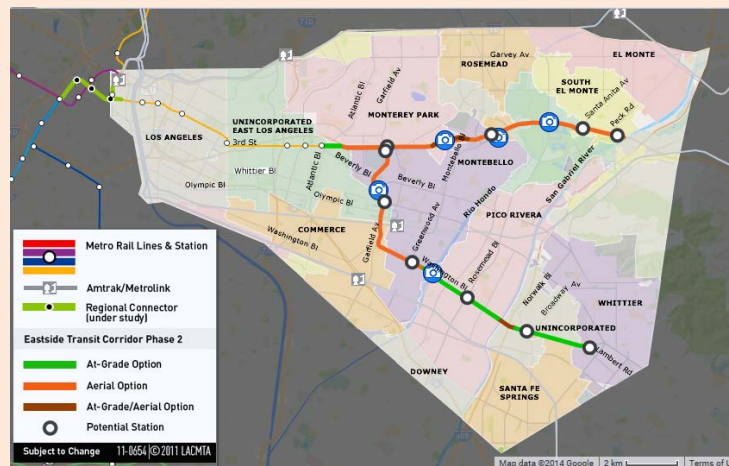 Garvey Av
EL MONTE
ROSEMEAD
SOUTH
EL MONTE
Santa Anita Av
Peck Rd
Atlantic Bl
Garfield Av
MONTEREY PARK
UNINCORPORATED
EAST LOS ANGELES
LOS ANGELES
3rd St
Whittier Bl
Atlantic Bl
Beverly Bl
Beverly Bl
Montebello Bl
MONTEBELLO
San Gabriel River
Olympic Bl
Olympic Bl
Rio Hondo
PICO RIVERA
COMMERCE
Washington Bl
Garfield Av
Greenwood Av
Washington Bl
Rosemead Bl
Norwalk Bl
Broadway Av
WHITTIER
UNINCORPORATED
Lambert Rd
DOWNEY
SANTA FE
SPRINGS
Metro Rail Lines & Station
Amtrak/Metrolink
Regional Connector
(under study)
Eastside Transit Corridor Phase 2
At-Grade Option
Aerial Option
At-Grade/Aerial Option
Potential Station
Subject to Change 11-0654 ©2011 LACMTA
Map data ©2014 Google 2 km Terms of U